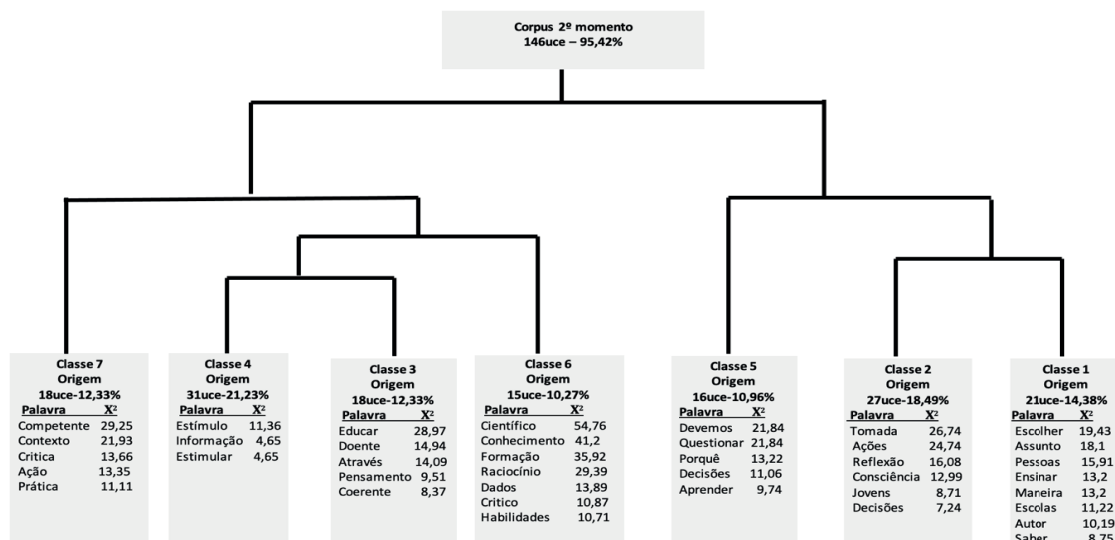 Corpus 2º momento
146uce – 95,42%
Classe 7
Origem
18uce-12,33%
Palavra X²
Competente 29,25
Contexto 21,93
Critica 13,66
Ação 13,35
Prática 11,11
Classe 4
Origem
31uce-21,23%
Palavra X²
Estímulo 11,36
Informação 4,65
Estimular 4,65
Classe 3
Origem
18uce-12,33%
Palavra X²
Educar 28,97
Doente 14,94
Através 14,09
Pensamento 9,51
Coerente 8,37
Classe 6
Origem
15uce-10,27%
Palavra X²
Científico 54,76
Conhecimento 41,2
Formação 35,92
Raciocínio 29,39
Dados 13,89
Critico 10,87
Habilidades 10,71
Classe 5
Origem
16uce-10,96%
Palavra X²
Devemos 21,84
Questionar 21,84
Porquê 13,22
Decisões 11,06
Aprender 9,74
Classe 2
Origem
27uce-18,49%
Palavra X²
Tomada 26,74
Ações 24,74
Reflexão 16,08
Consciência 12,99
Jovens 8,71
Decisões 7,24
Classe 1
Origem
21uce-14,38%
Palavra X²
Escolher 19,43
Assunto 18,1
Pessoas 15,91
Ensinar 13,2
Maneira 13,2
Escolas 11,22
Autor 10,19
Saber 8,75